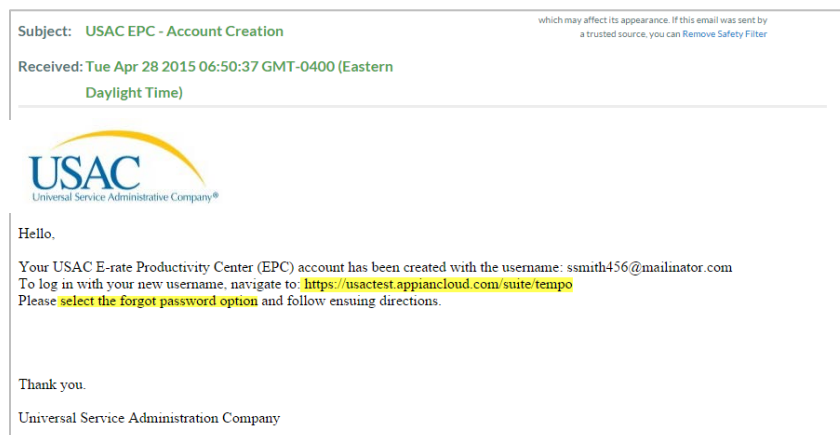 which may affect its appearance. If this email was sent by
Subject: USAC EPC - Account Creation
a trusted source, you can Remove Safety Filter
Received: Tue Apr 28 2015 06:50:37 GMT-0400 (Eastern
Daylight Time)
USAC
Universal Service Administrative Company®
Hello,
Your USAC E-rate Productivity Center (EPC) account has been created with the username: ssmith456@mailinator.com
To log in with your new username, navigate to: https://usactest.appiancloud.com/suite/tempo
Please select the forgot password option and follow ensuing directions.
Thank you.
Universal Service Administration Company